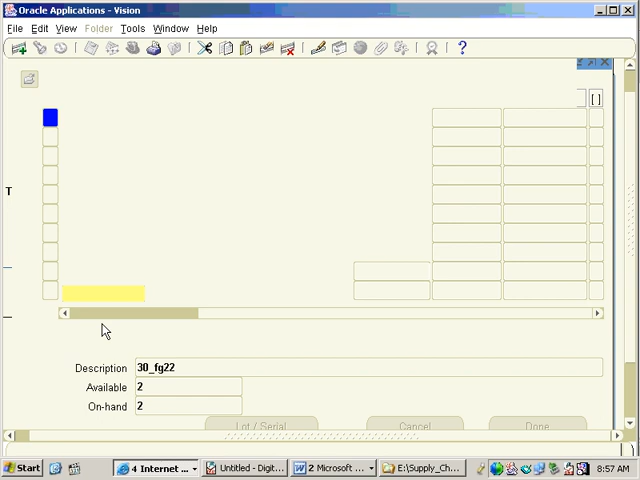 Oracle Applications - Vision
File Edit View Folder Tools Window Help
?
[ ]
T
Description 30_fg22
Available 2
On-hand 2
Lot / Serial Cancel Done
Start 4 Internet ... Untitled - Digit... 2 Microsoft ... E:\Supply_Ch... 8:57 AM